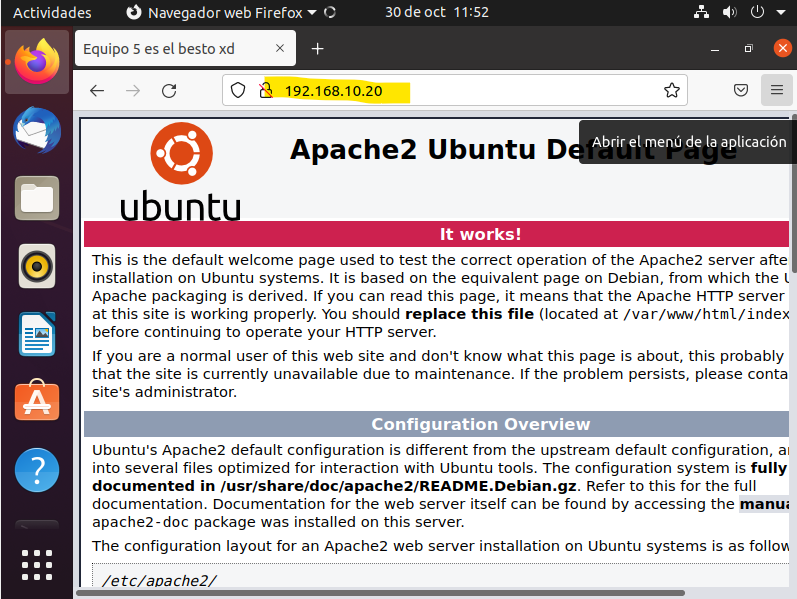 Actividades Navegador web Firefox 30 de oct 11:52
Equipo 5 es el besto xd
192.168.10.20
Abrir el menú de la aplicación
Apache2 Ubuntu Default Page
ubuntu
It works!
This is the default welcome page used to test the correct operation of the Apache2 server afte
installation on Ubuntu systems. It is based on the equivalent page on Debian, from which the U
Apache packaging is derived. If you can read this page, it means that the Apache HTTP server
at this site is working properly. You should replace this file (located at /var/www/html/index
before continuing to operate your HTTP server.
If you are a normal user of this web site and don't know what this page is about, this probably
that the site is currently unavailable due to maintenance. If the problem persists, please conta
site's administrator.
Configuration Overview
Ubuntu's Apache2 default configuration is different from the upstream default configuration, a
into several files optimized for interaction with Ubuntu tools. The configuration system is fully
documented in /usr/share/doc/apache2/README.Debian.gz. Refer to this for the full
documentation. Documentation for the web server itself can be found by accessing the manua
apache2-doc package was installed on this server.
The configuration layout for an Apache2 web server installation on Ubuntu systems is as follow
/etc/apache2/